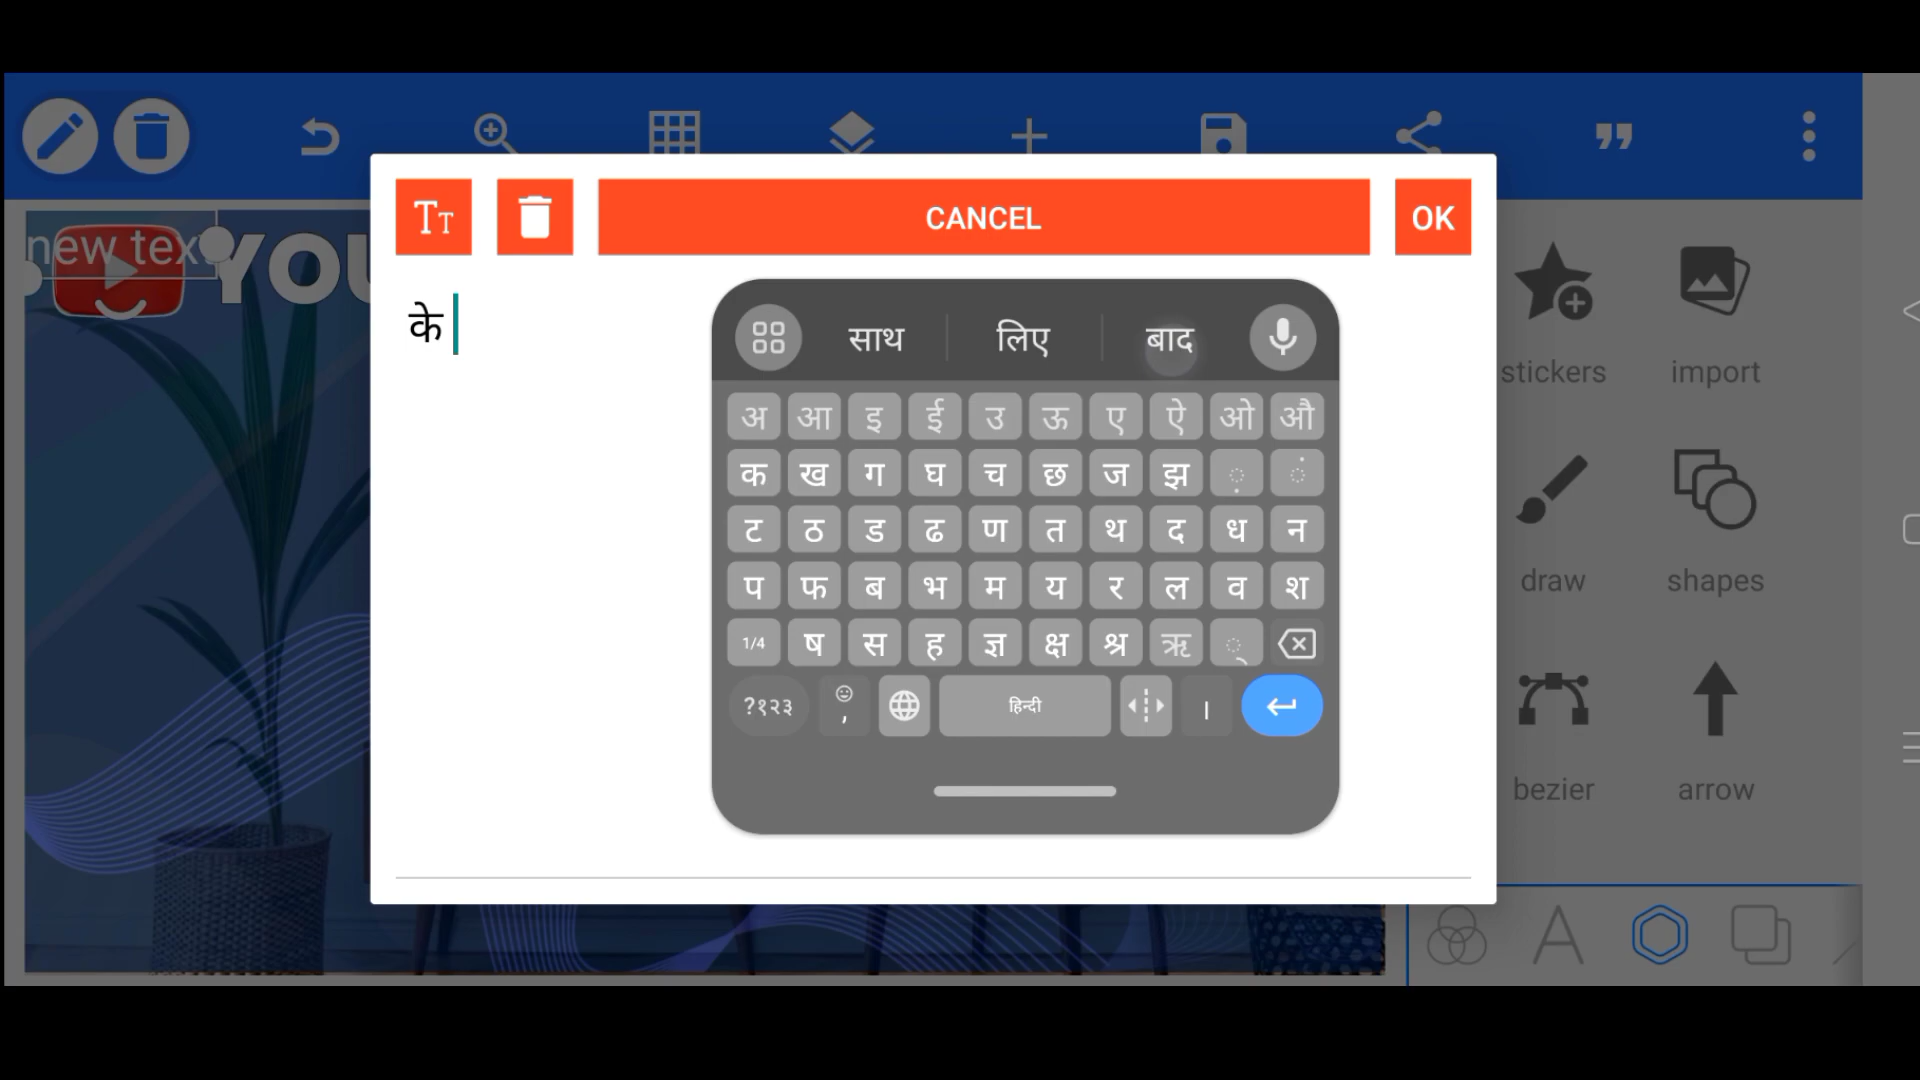 CANCEL
OK
new tex
YOU
के
साथ लिए बाद
अ आ इ ई उ ऊ ए ऐ ओ औ
क ख ग घ च छ ज झ ़ ं
ट ठ ड ढ ण त थ द ध न
प फ ब भ म य र ल व श
1/4 ष स ह ज्ञ क्ष श्र ऋ ्
?१२३ , हिन्दी ।
stickers import
draw shapes
bezier arrow